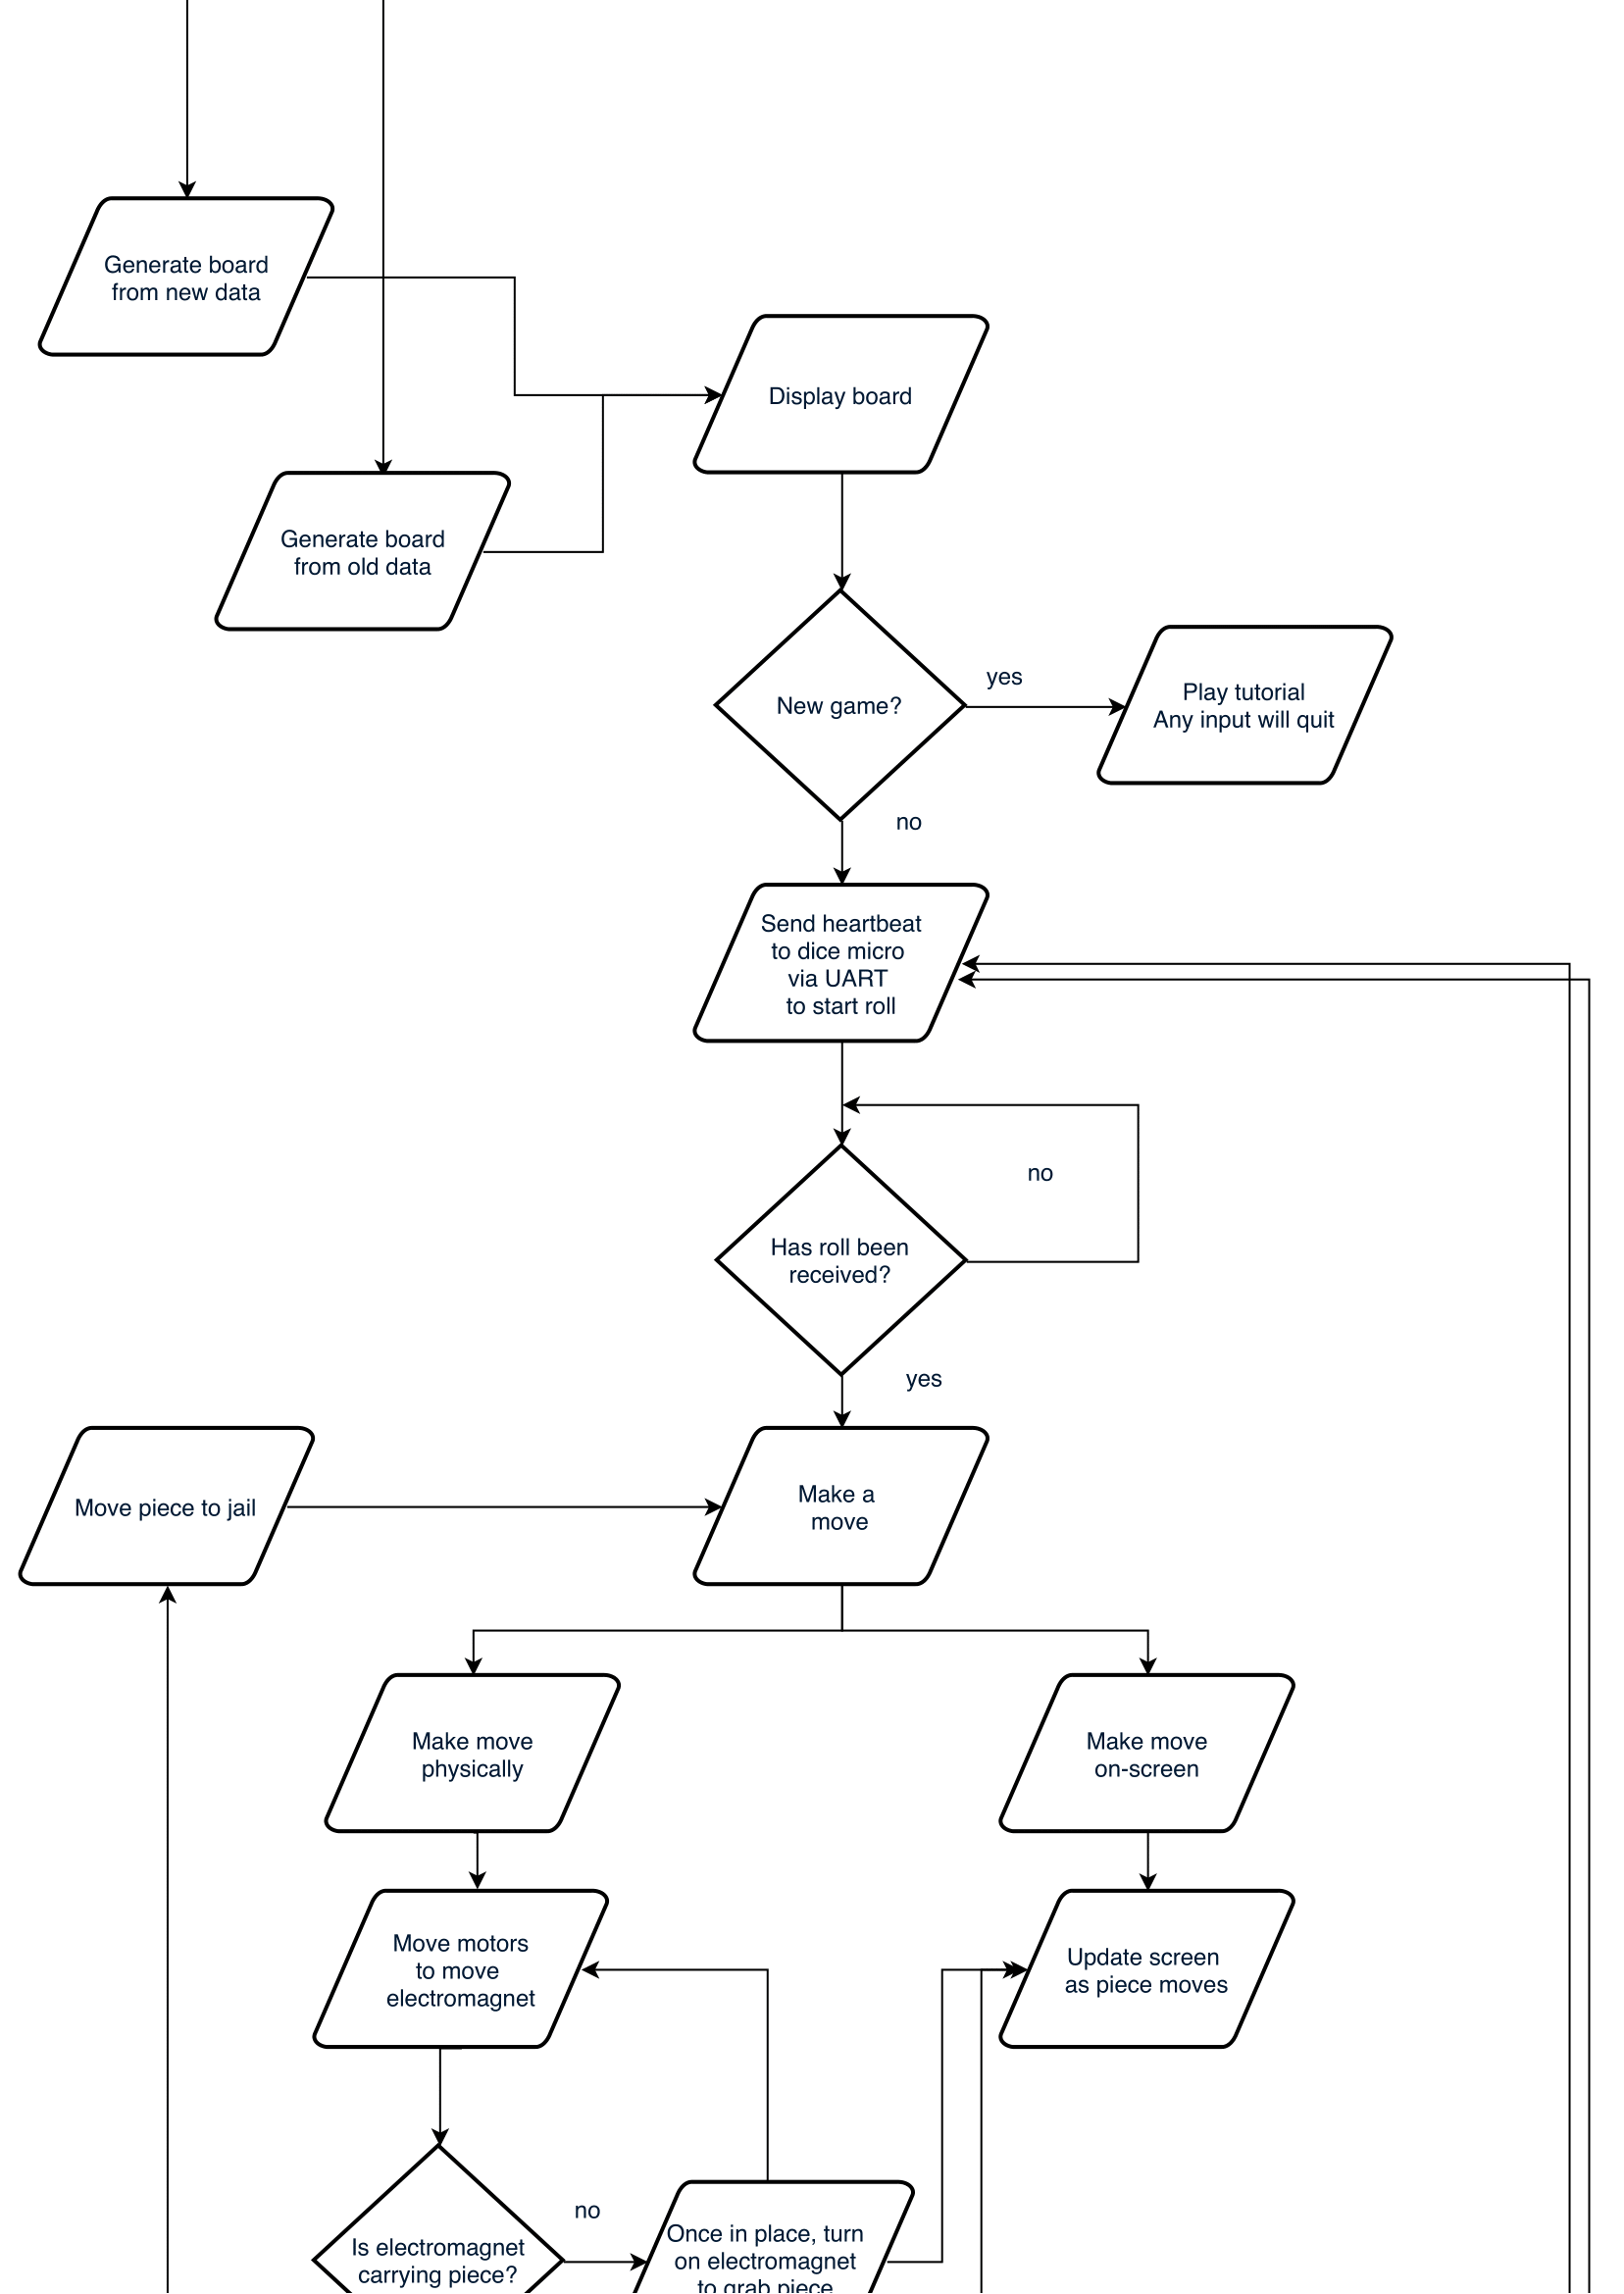 Generate board
from new data
Display board
Generate board
from old data
yes
New game?
Play tutorial
Any input will quit
no
Send heartbeat
to dice micro
via UART
to start roll
no
Has roll been
received?
yes
Move piece to jail
Make a
move
Make move
physically
Make move
on-screen
Move motors
to move
electromagnet
Update screen
as piece moves
no
Is electromagnet
carrying piece?
Once in place, turn
on electromagnet
to grab piece